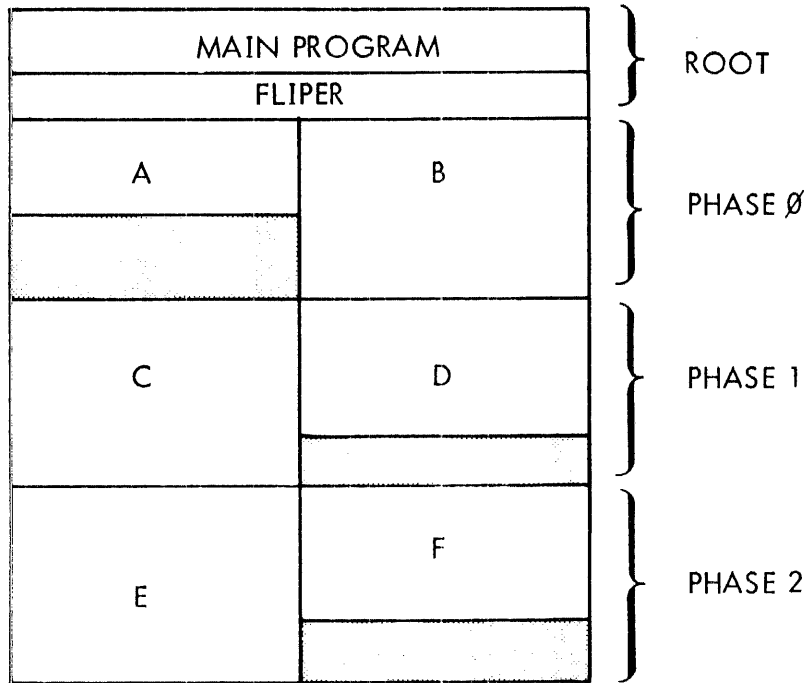 MAIN PROGRAM
ROOT
FLIPER
A
B
PHASE Ø
C
D
PHASE 1
E
F
PHASE 2